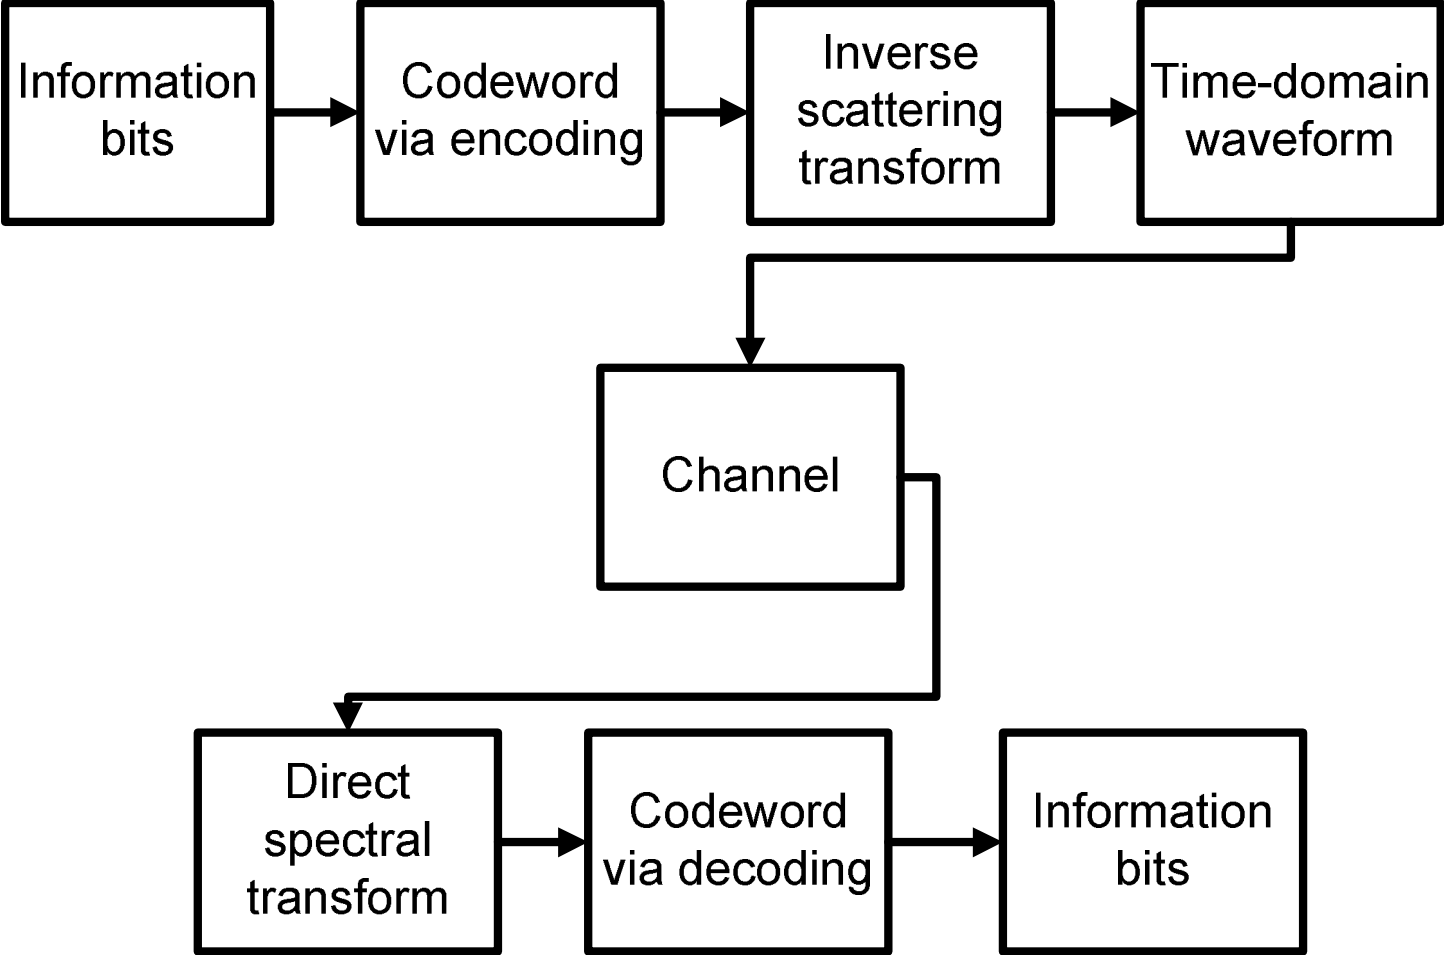 Information
bits
Codeword
via encoding
Inverse
scattering
transform
Time-domain
waveform
Channel
Direct
spectral
transform
Codeword
via decoding
Information
bits